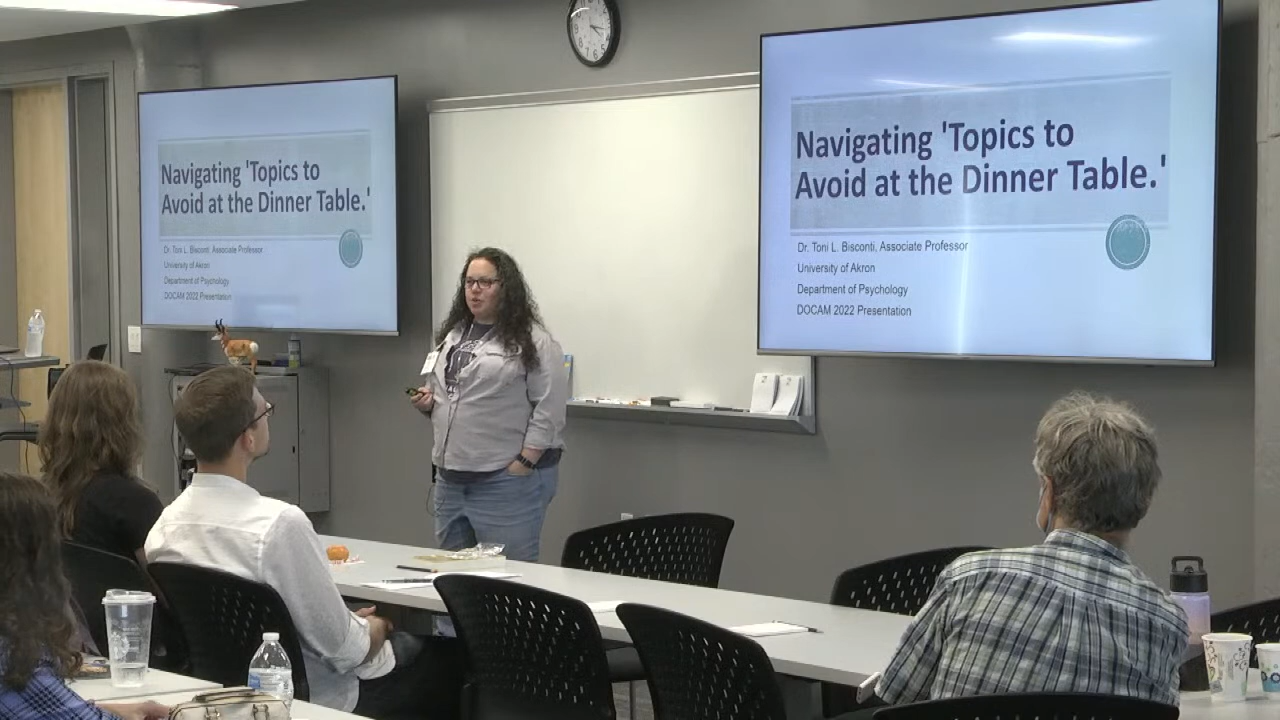 Navigating 'Topics to
Avoid at the Dinner Table.'
Dr. Toni L. Bisconti, Associate Professor
University of Akron
Department of Psychology
DOCAM 2022 Presentation
Navigating 'Topics to
Avoid at the Dinner Table.'
Dr. Toni L. Bisconti, Associate Professor
University of Akron
Department of Psychology
DOCAM 2022 Presentation